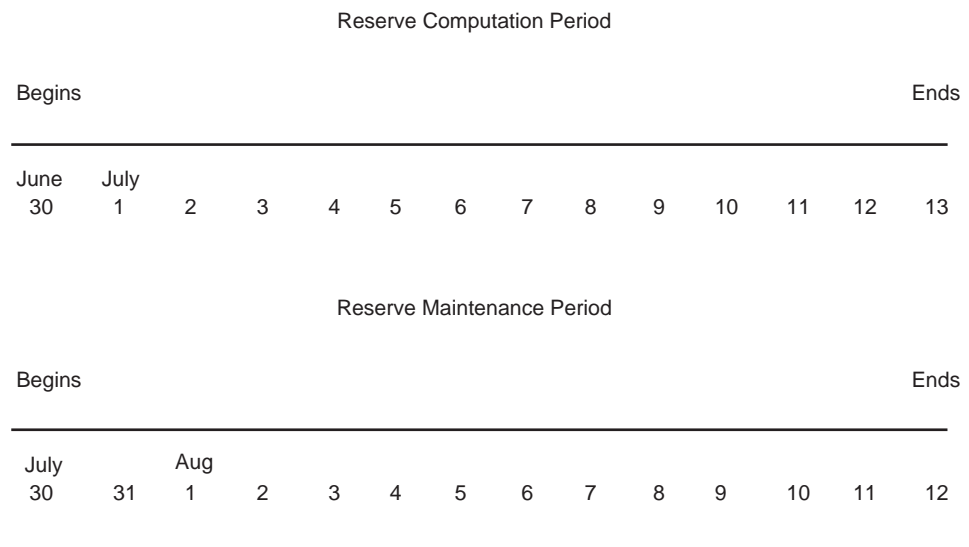 Reserve Computation Period
Begins Ends
June July
30 1 2 3 4 5 6 7 8 9 10 11 12 13
Reserve Maintenance Period
Begins Ends
July Aug
30 31 1 2 3 4 5 6 7 8 9 10 11 12